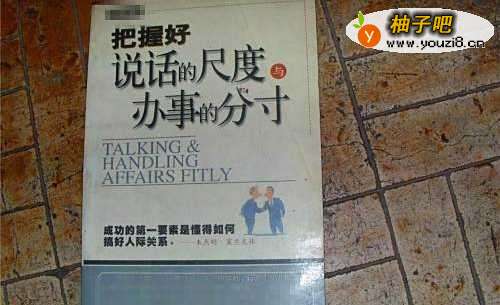 柚子吧
www.youzi8.cn
把握好
说话的尺度与
办事的分寸
TALKING &
HANDLING
AFFAIRS FITLY
成功的第一要素是懂得如何
搞好人际关系。